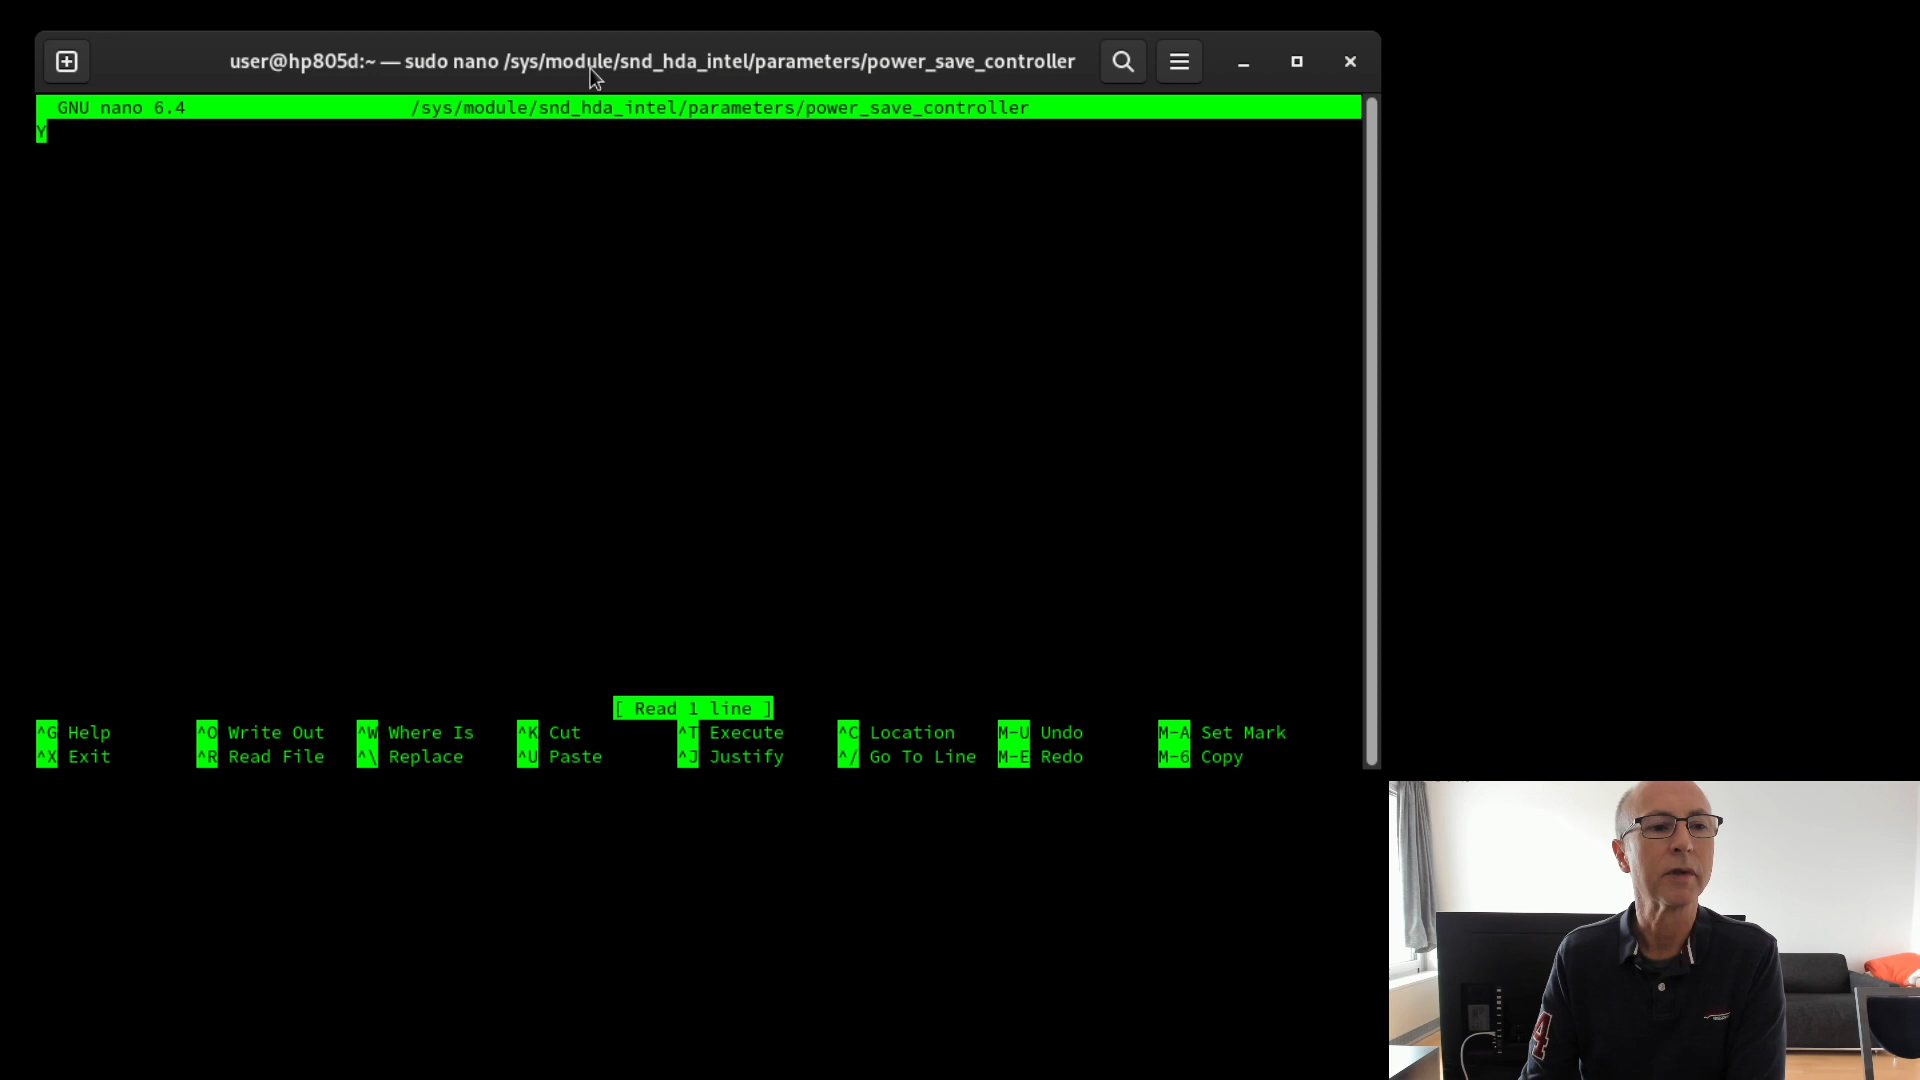 user@hp805d:~ — sudo nano /sys/module/snd_hda_intel/parameters/power_save_controller
GNU nano 6.4 /sys/module/snd_hda_intel/parameters/power_save_controller
Y
[ Read 1 line ]
^G Help ^O Write Out ^W Where Is ^K Cut ^T Execute ^C Location M-U Undo M-A Set Mark
^X Exit ^R Read File ^\ Replace ^U Paste ^J Justify ^/ Go To Line M-E Redo M-6 Copy
4